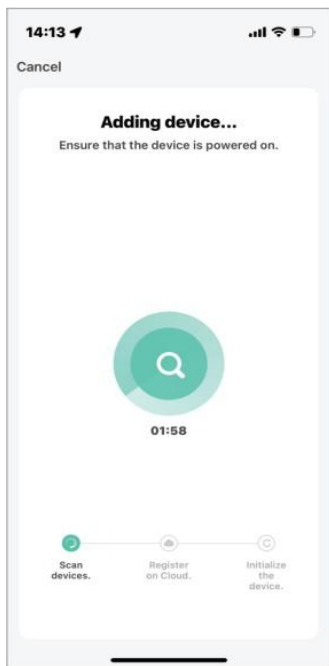 14:13
Cancel
Adding device...
Ensure that the device is powered on.
01:58
Scan
devices.
Register
on Cloud.
Initialize
the
device.